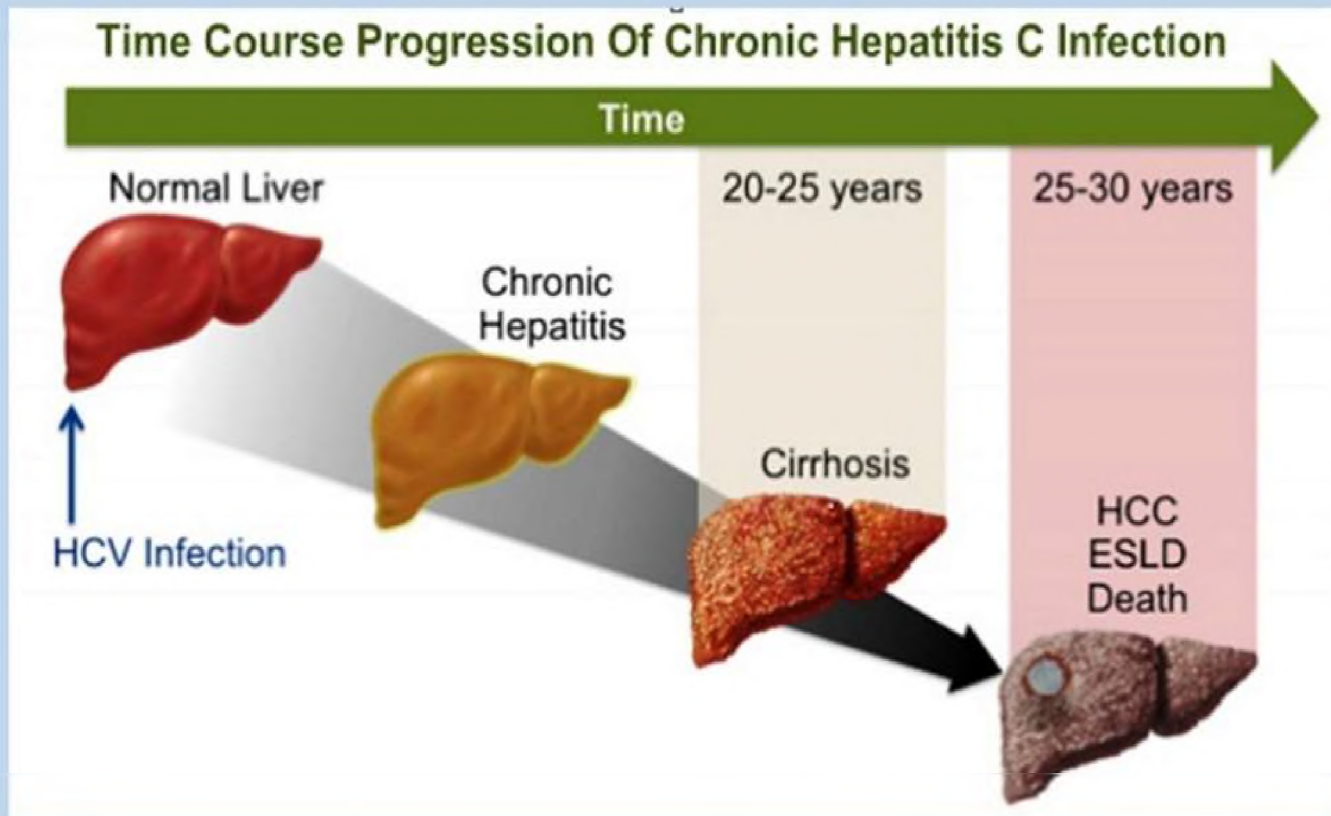 Time Course Progression Of Chronic Hepatitis C Infection
Time
Normal Liver
20-25 years
25-30 years
Chronic
Hepatitis
Cirrhosis
HCC
ESLD
Death
HCV Infection